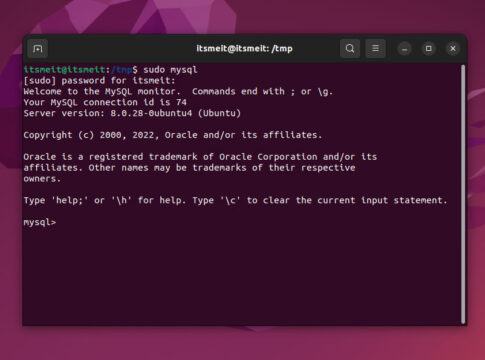 itsmeit@itsmeit: /tmp
itsmeit@itsmeit:/tmp$ sudo mysql
[sudo] password for itsmeit:
Welcome to the MySQL monitor.  Commands end with ; or \g.
Your MySQL connection id is 74
Server version: 8.0.28-0ubuntu4 (Ubuntu)
Copyright (c) 2000, 2022, Oracle and/or its affiliates.
Oracle is a registered trademark of Oracle Corporation and/or its
affiliates. Other names may be trademarks of their respective
owners.
Type 'help;' or '\h' for help. Type '\c' to clear the current input statement.
mysql>